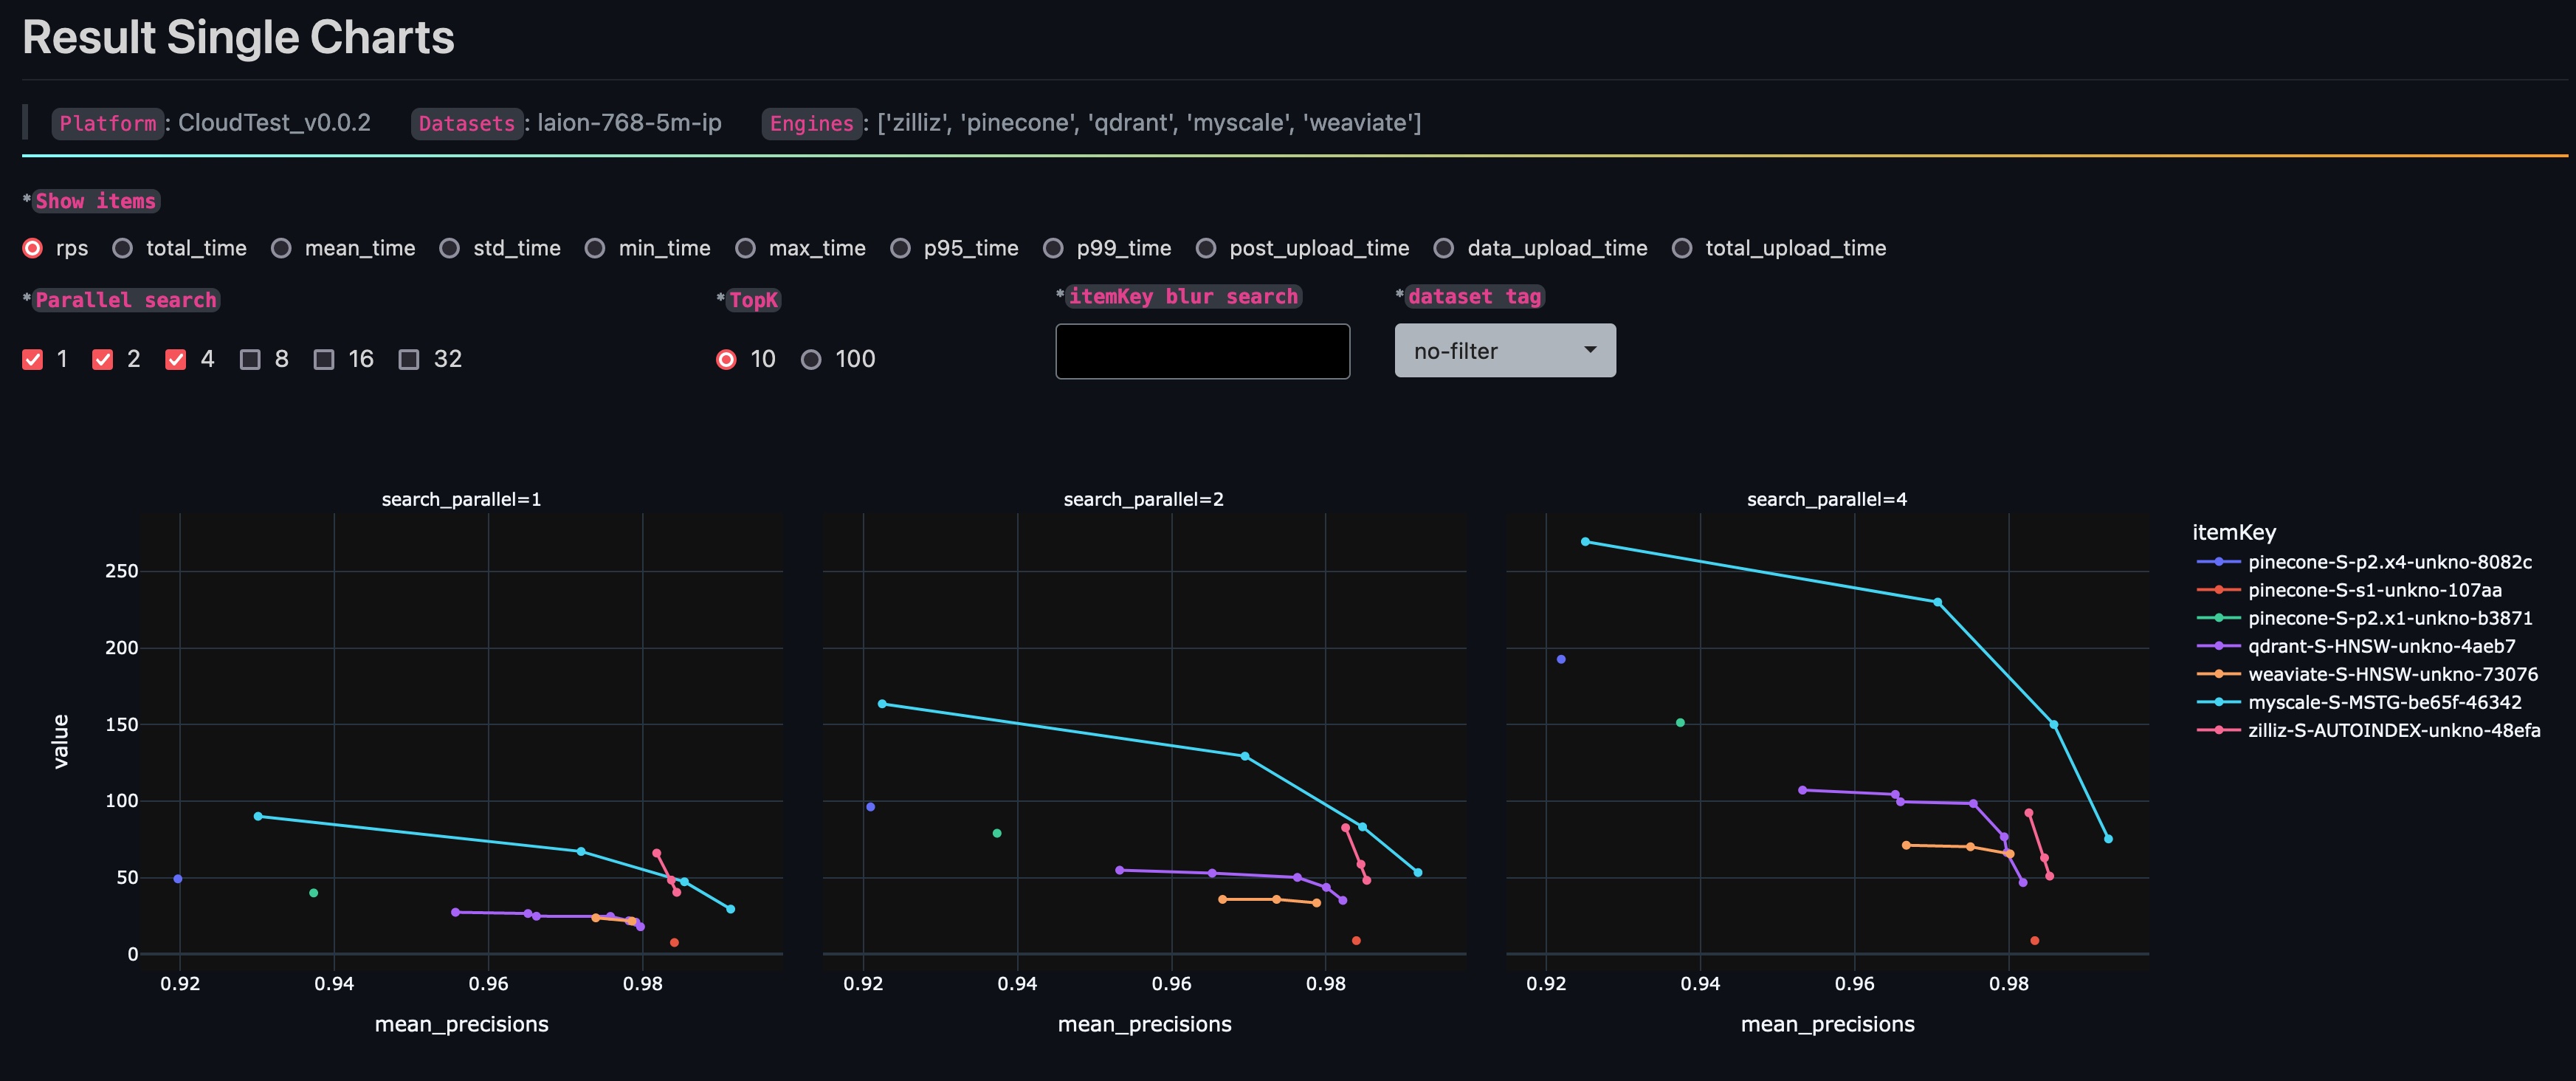 Result Single Charts
Platform: CloudTest_v0.0.2 Datasets: laion-768-5m-ip Engines: ['zilliz', 'pinecone', 'qdrant', 'myscale', 'weaviate']
*Show items
rps total_time mean_time std_time min_time max_time p95_time p99_time post_upload_time data_upload_time total_upload_time
*Parallel search *TopK *itemKey blur search *dataset tag
1 2 4 8 16 32 10 100 no-filter
search_parallel=1 search_parallel=2 search_parallel=4
itemKey
pinecone-S-p2.x4-unkno-8082c
pinecone-S-s1-unkno-107aa
pinecone-S-p2.x1-unkno-b3871
qdrant-S-HNSW-unkno-4aeb7
weaviate-S-HNSW-unkno-73076
myscale-S-MSTG-be65f-46342
zilliz-S-AUTOINDEX-unkno-48efa
value
250
200
150
100
50
0
0.92 0.94 0.96 0.98 0.92 0.94 0.96 0.98 0.92 0.94 0.96 0.98
mean_precisions mean_precisions mean_precisions